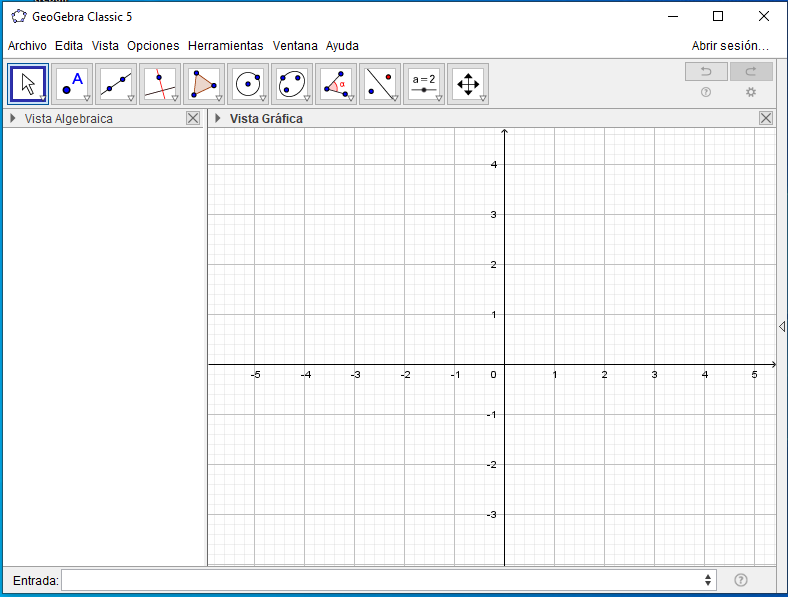 GeoGebra Classic 5
Archivo Edita Vista Opciones Herramientas Ventana Ayuda Abrir sesión...
A α a = 2
Vista Algebraica Vista Gráfica
4
3
2
1
-5 -4 -3 -2 -1 0 1 2 3 4 5
-1
-2
-3
Entrada: